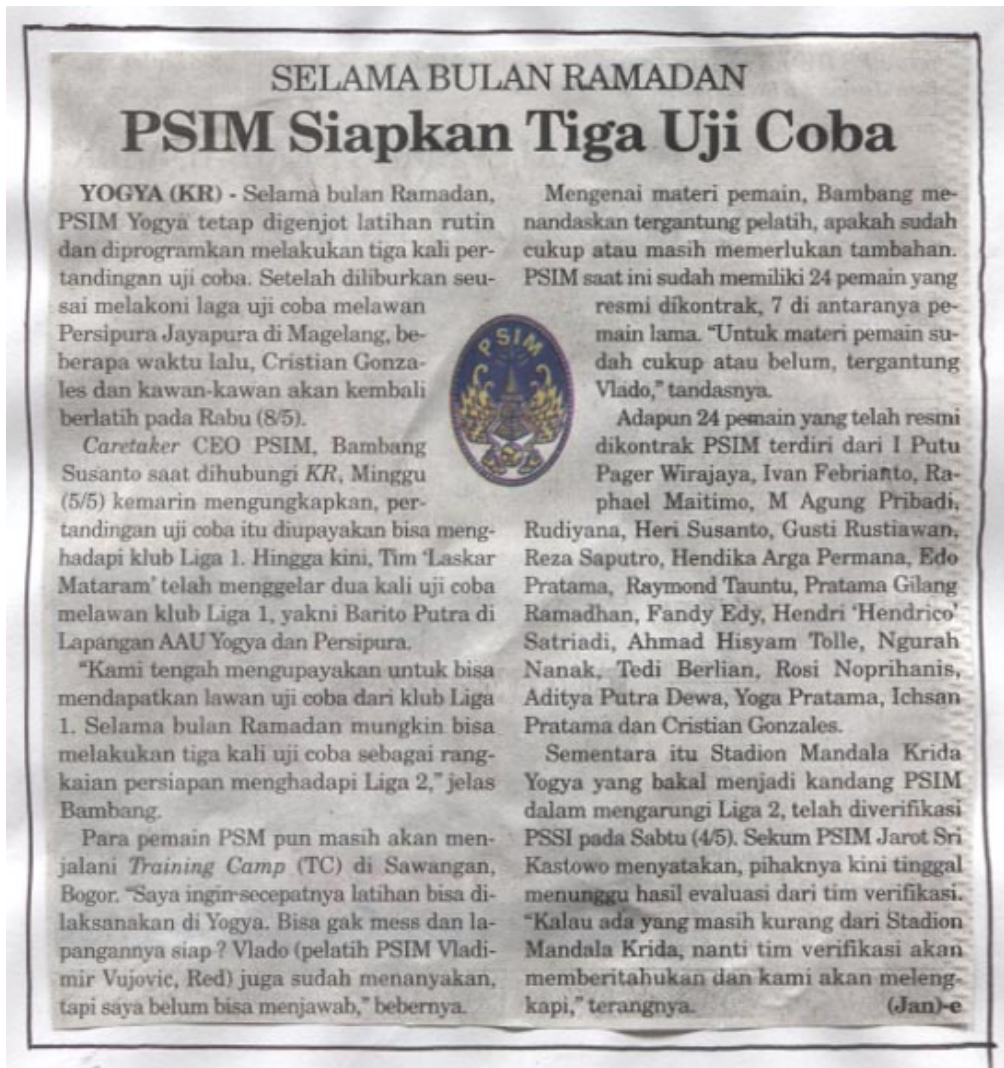 SELAMA BULAN RAMADAN
PSIM Siapkan Tiga Uji Coba
YOGYA (KR) - Selama bulan Ramadan,
PSIM Yogya tetap digenjot latihan rutin
dan diprogramkan melakukan tiga kali per-
tandingan uji coba. Setelah diliburkan seu-
sai melakoni laga uji coba melawan
Persipura Jayapura di Magelang, be-
berapa waktu lalu, Cristian Gonza-
les dan kawan-kawan akan kembali
berlatih pada Rabu (8/5).
Caretaker CEO PSIM, Bambang
Susanto saat dihubungi KR, Minggu
(5/5) kemarin mengungkapkan, per-
tandingan uji coba itu diupayakan bisa meng-
hadapi klub Liga 1. Hingga kini, Tim 'Laskar
Mataram' telah menggelar dua kali uji coba
melawan klub Liga 1, yakni Barito Putra di
Lapangan AAU Yogya dan Persipura.
"Kami tengah mengupayakan untuk bisa
mendapatkan lawan uji coba dari klub Liga
1. Selama bulan Ramadan mungkin bisa
melakukan tiga kali uji coba sebagai rang-
kaian persiapan menghadapi Liga 2," jelas
Bambang.
Para pemain PSM pun masih akan men-
jalani Training Camp (TC) di Sawangan,
Bogor. "Saya ingin secepatnya latihan bisa di-
laksanakan di Yogya. Bisa gak mess dan la-
pangannya siap ? Vlado (pelatih PSIM Vladi-
mir Vujovic, Red) juga sudah menanyakan,
tapi saya belum bisa menjawab," bebernya.
PSIM
Mengenai materi pemain, Bambang me-
nandaskan tergantung pelatih, apakah sudah
cukup atau masih memerlukan tambahan.
PSIM saat ini sudah memiliki 24 pemain yang
resmi dikontrak, 7 di antaranya pe-
main lama. "Untuk materi pemain su-
dah cukup atau belum, tergantung
Vlado," tandasnya.
Adapun 24 pemain yang telah resmi
dikontrak PSIM terdiri dari I Putu
Pager Wirajaya, Ivan Febrianto, Ra-
phael Maitimo, M Agung Pribadi,
Rudiyana, Heri Susanto, Gusti Rustiawan,
Reza Saputro, Hendika Arga Permana, Edo
Pratama, Raymond Tauntu, Pratama Gilang
Ramadhan, Fandy Edy, Hendri 'Hendrico'
Satriadi, Ahmad Hisyam Tolle, Ngurah
Nanak, Tedi Berlian, Rosi Noprihanis,
Aditya Putra Dewa, Yoga Pratama, Ichsan
Pratama dan Cristian Gonzales.
Sementara itu Stadion Mandala Krida
Yogya yang bakal menjadi kandang PSIM
dalam mengarungi Liga 2, telah diverifikasi
PSSI pada Sabtu (4/5). Sekum PSIM Jarot Sri
Kastowo menyatakan, pihaknya kini tinggal
menunggu hasil evaluasi dari tim verifikasi.
"Kalau ada yang masih kurang dari Stadion
Mandala Krida, nanti tim verifikasi akan
memberitahukan dan kami akan meleng-
kapi," terangnya. (Jan)-e